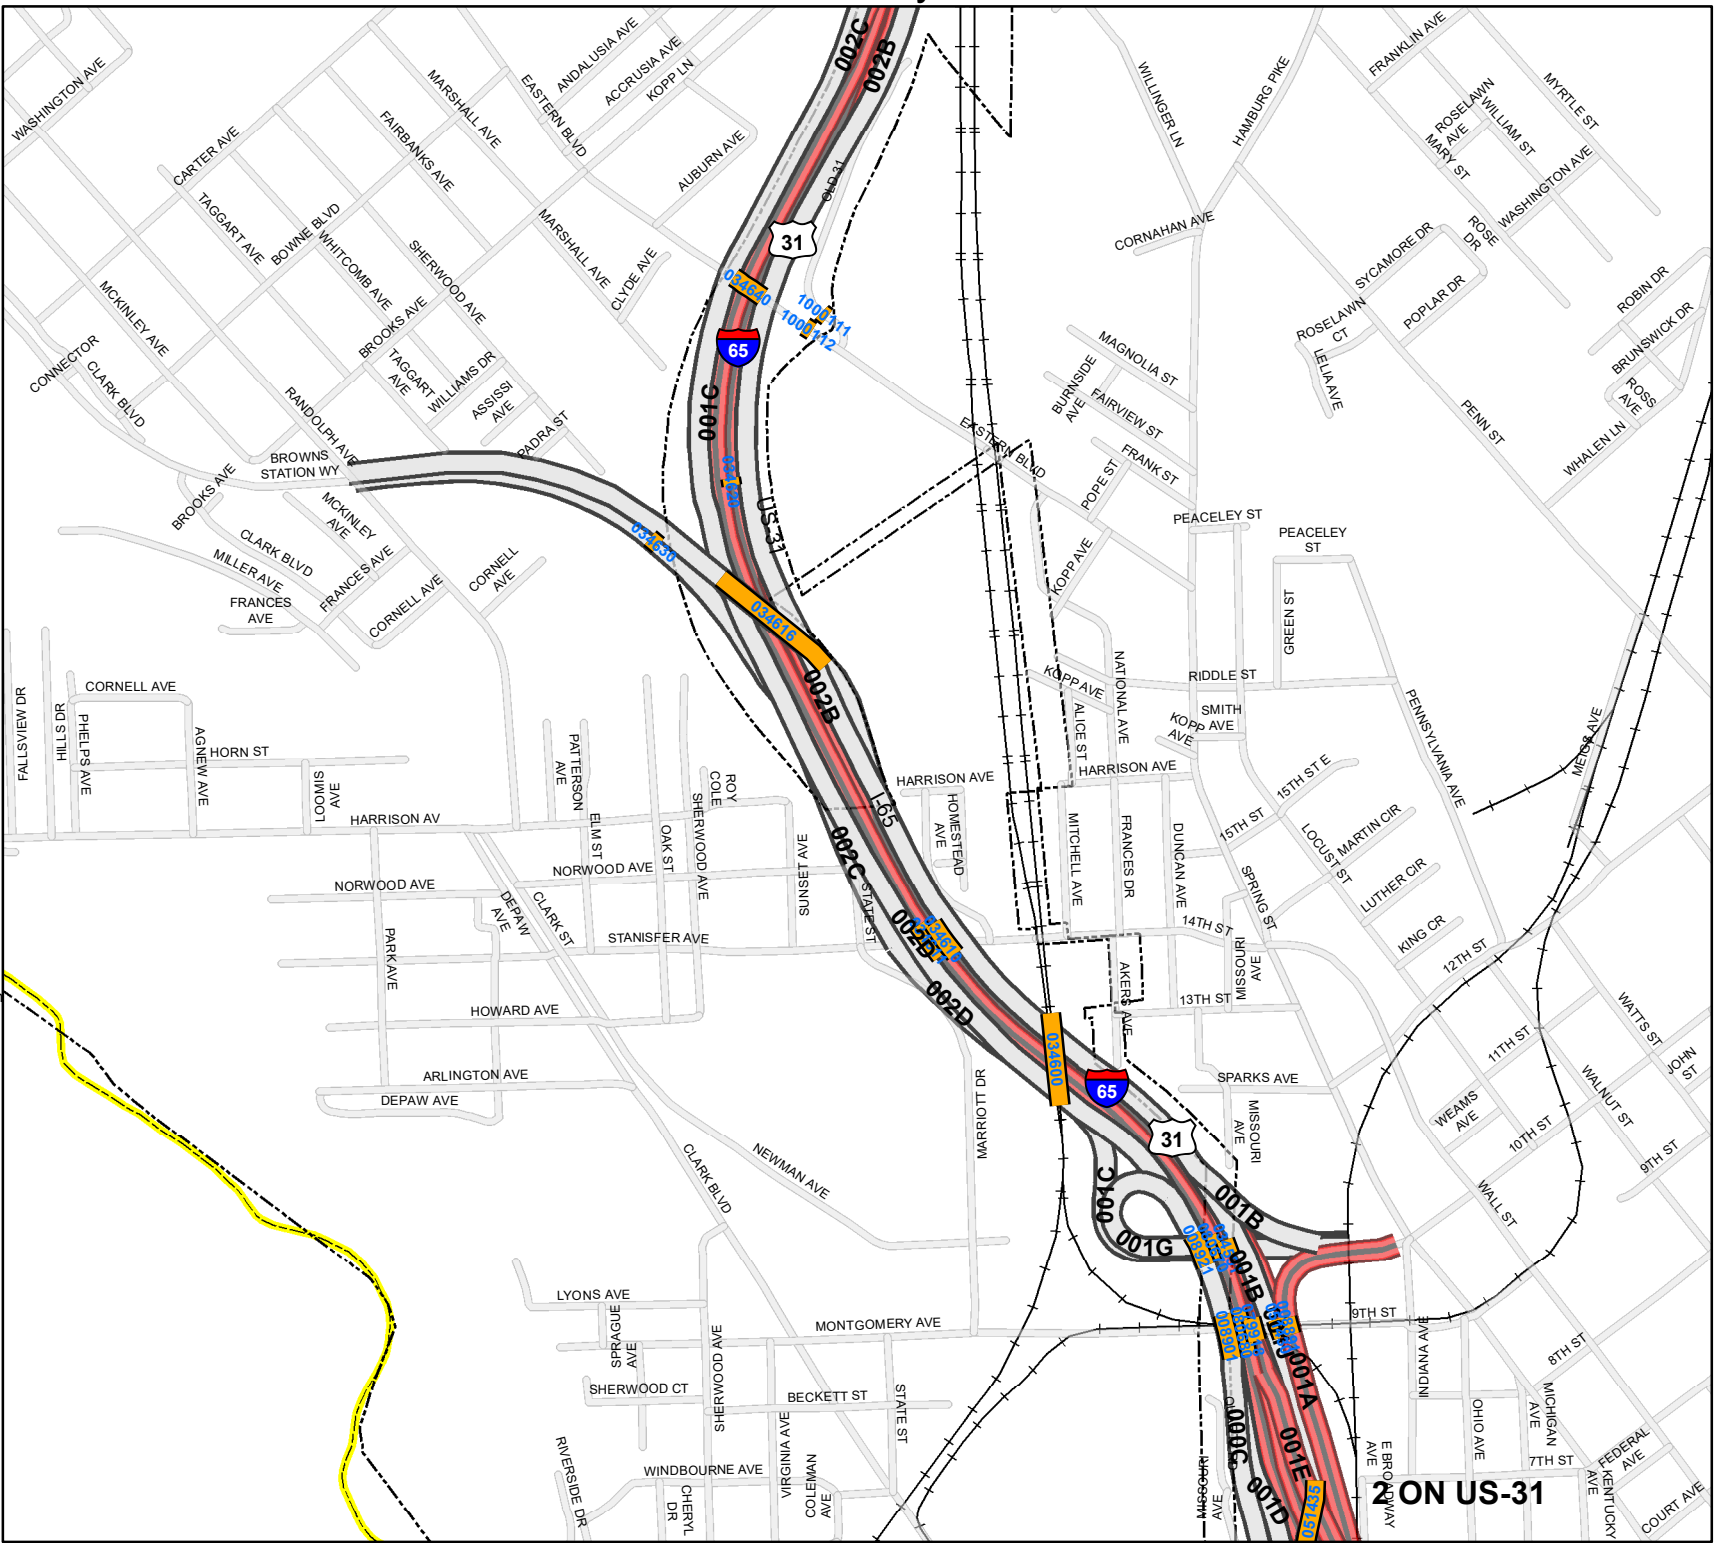 002C
002B
WASHINGTON AVE
ANDALUSIA AVE
ACCRUSIA AVE
KOPP LN
EASTERN BLVD
MARSHALL AVE
FAIRBANKS AVE
CARTER AVE
AUBURN AVE
TAGGART AVE
BOWNE BLVD
WHITCOMB AVE
SHERWOOD AVE
MARSHALL AVE
CLYDE AVE
MCKINLEY AVE
BROOKS AVE
TAGGART
AVE
WILLIAMS DR
ASSISSI
AVE
PADRA ST
CONNECTOR
CLARK BLVD
RANDOLPH AVE
BROWNS
STATION WY
BROOKS AVE
MCKINLEY
AVE
CLARK BLVD
MILLER AVE
FRANCES AVE
FRANCES
AVE
CORNELL AVE
CORNELL
AVE
OLD 31
31
034640
1000111
1000112
65
001C
US-31
034630
034616
002B
WILLINGER LN
HAMBURG PIKE
FRANKLIN AVE
MYRTLE ST
ROSELAWN
AVE
WILLIAM ST
MARY ST
WASHINGTON AVE
ROSE
DR
CORNAHAN AVE
SYCAMORE DR
POPLAR DR
ROSELAWN
CT
LELIA AVE
ROBIN DR
BRUNSWICK DR
ROSS
AVE
WHALEN LN
PENN ST
MAGNOLIA ST
BURNSIDE
AVE
FAIRVIEW ST
FRANK ST
POPE ST
EASTERN BLVD
PEACELEY ST
PEACELEY
ST
KOPP AVE
GREEN ST
NATIONAL AVE
RIDDLE ST
KOPP AVE
SMITH
KOPP AVE
AVE
ALICE ST
PENNSYLVANIA AVE
MEIGS AVE
FALLSVIEW DR
HILLS DR
PHELPS AVE
CORNELL AVE
AGNEW AVE
HORN ST
LOOMIS
AVE
HARRISON AV
PATTERSON
AVE
ELM ST
OAK ST
ROY
COLE
SHERWOOD AVE
SUNSET AVE
NORWOOD AVE
NORWOOD AVE
DEPAW
AVE
CLARK ST
STANISFER AVE
STATE ST
PARK AVE
HOWARD AVE
ARLINGTON AVE
DEPAW AVE
I-65
002C
002D
034618
002D
HARRISON AVE
HOMESTEAD
AVE
HARRISON AVE
MITCHELL AVE
FRANCES DR
DUNCAN AVE
15TH ST
15TH ST E
LOCUST ST
MARTIN CIR
LUTHER CIR
KING CR
SPRING ST
14TH ST
MISSOURI
AVE
12TH ST
13TH ST
AKERS AVE
11TH ST
WATTS ST
JOHN
ST
SPARKS AVE
WEAMS
AVE
10TH ST
WALNUT ST
9TH ST
WALL ST
034600
65
31
MISSOURI
AVE
MARRIOTT DR
NEWMAN AVE
CLARK BLVD
001C
001G
001B
008921
001B
008901
001A
9TH ST
INDIANA AVE
8TH ST
LYONS AVE
SPRAGUE
AVE
MONTGOMERY AVE
SHERWOOD AVE
SHERWOOD CT
BECKETT ST
STATE ST
VIRGINIA AVE
WINDBOURNE AVE
COLEMAN
AVE
CHERYL
DR
RIVERSIDE DR
MISSOURI
AVE
000C
001D
001E
051435
E BROADWAY
AVE
OHIO AVE
MICHIGAN
AVE
7TH ST
FEDERAL
AVE
KENTUCKY
AVE
COURT AVE
2 ON US-31